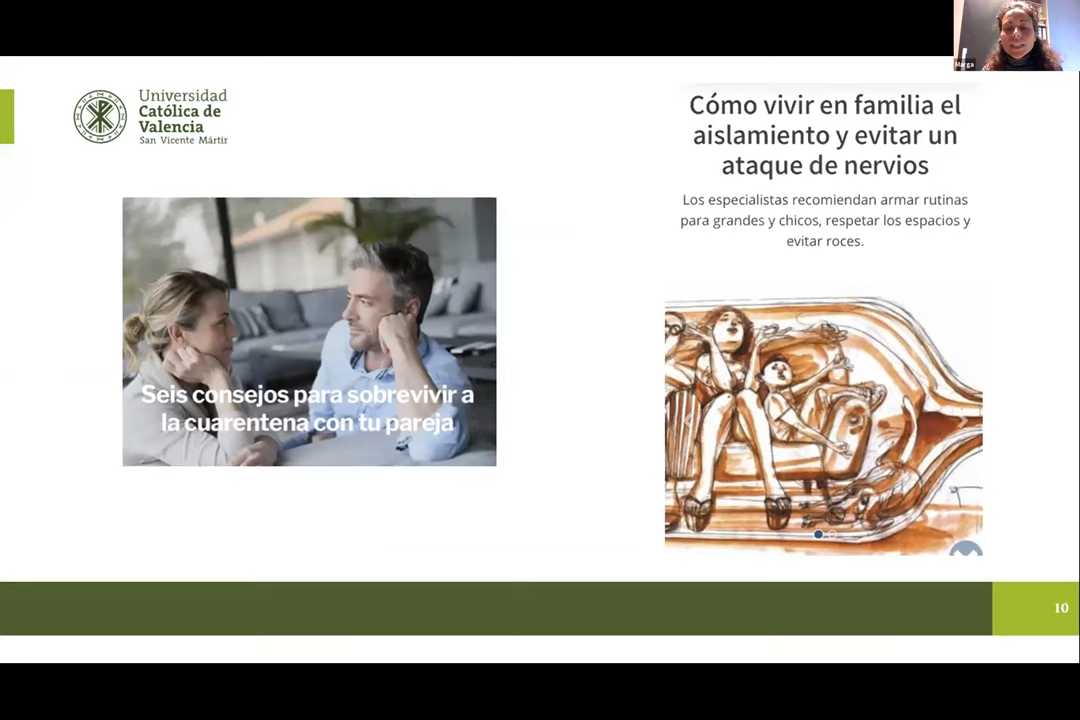 Marga
Universidad
Católica de
Valencia
San Vicente Mártir
Seis consejos para sobrevivir a
la cuarentena con tu pareja
Cómo vivir en familia el
aislamiento y evitar un
ataque de nervios
Los especialistas recomiendan armar rutinas
para grandes y chicos, respetar los espacios y
evitar roces.
10